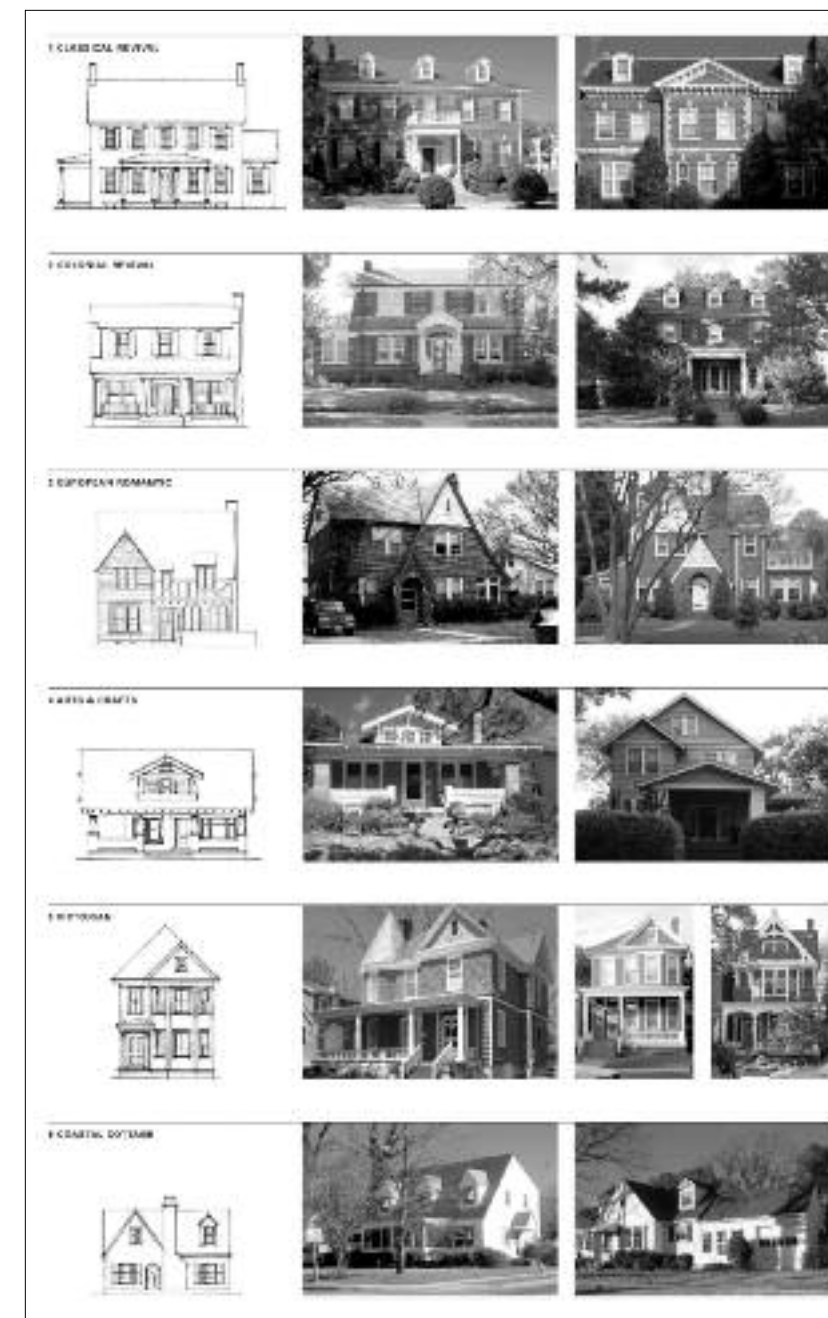 1 CLASSICAL REVIVAL
2 COLONIAL REVIVAL
3 EUROPEAN ROMANTIC
4 ARTS & CRAFTS
5 VICTORIAN
6 COASTAL COTTAGE